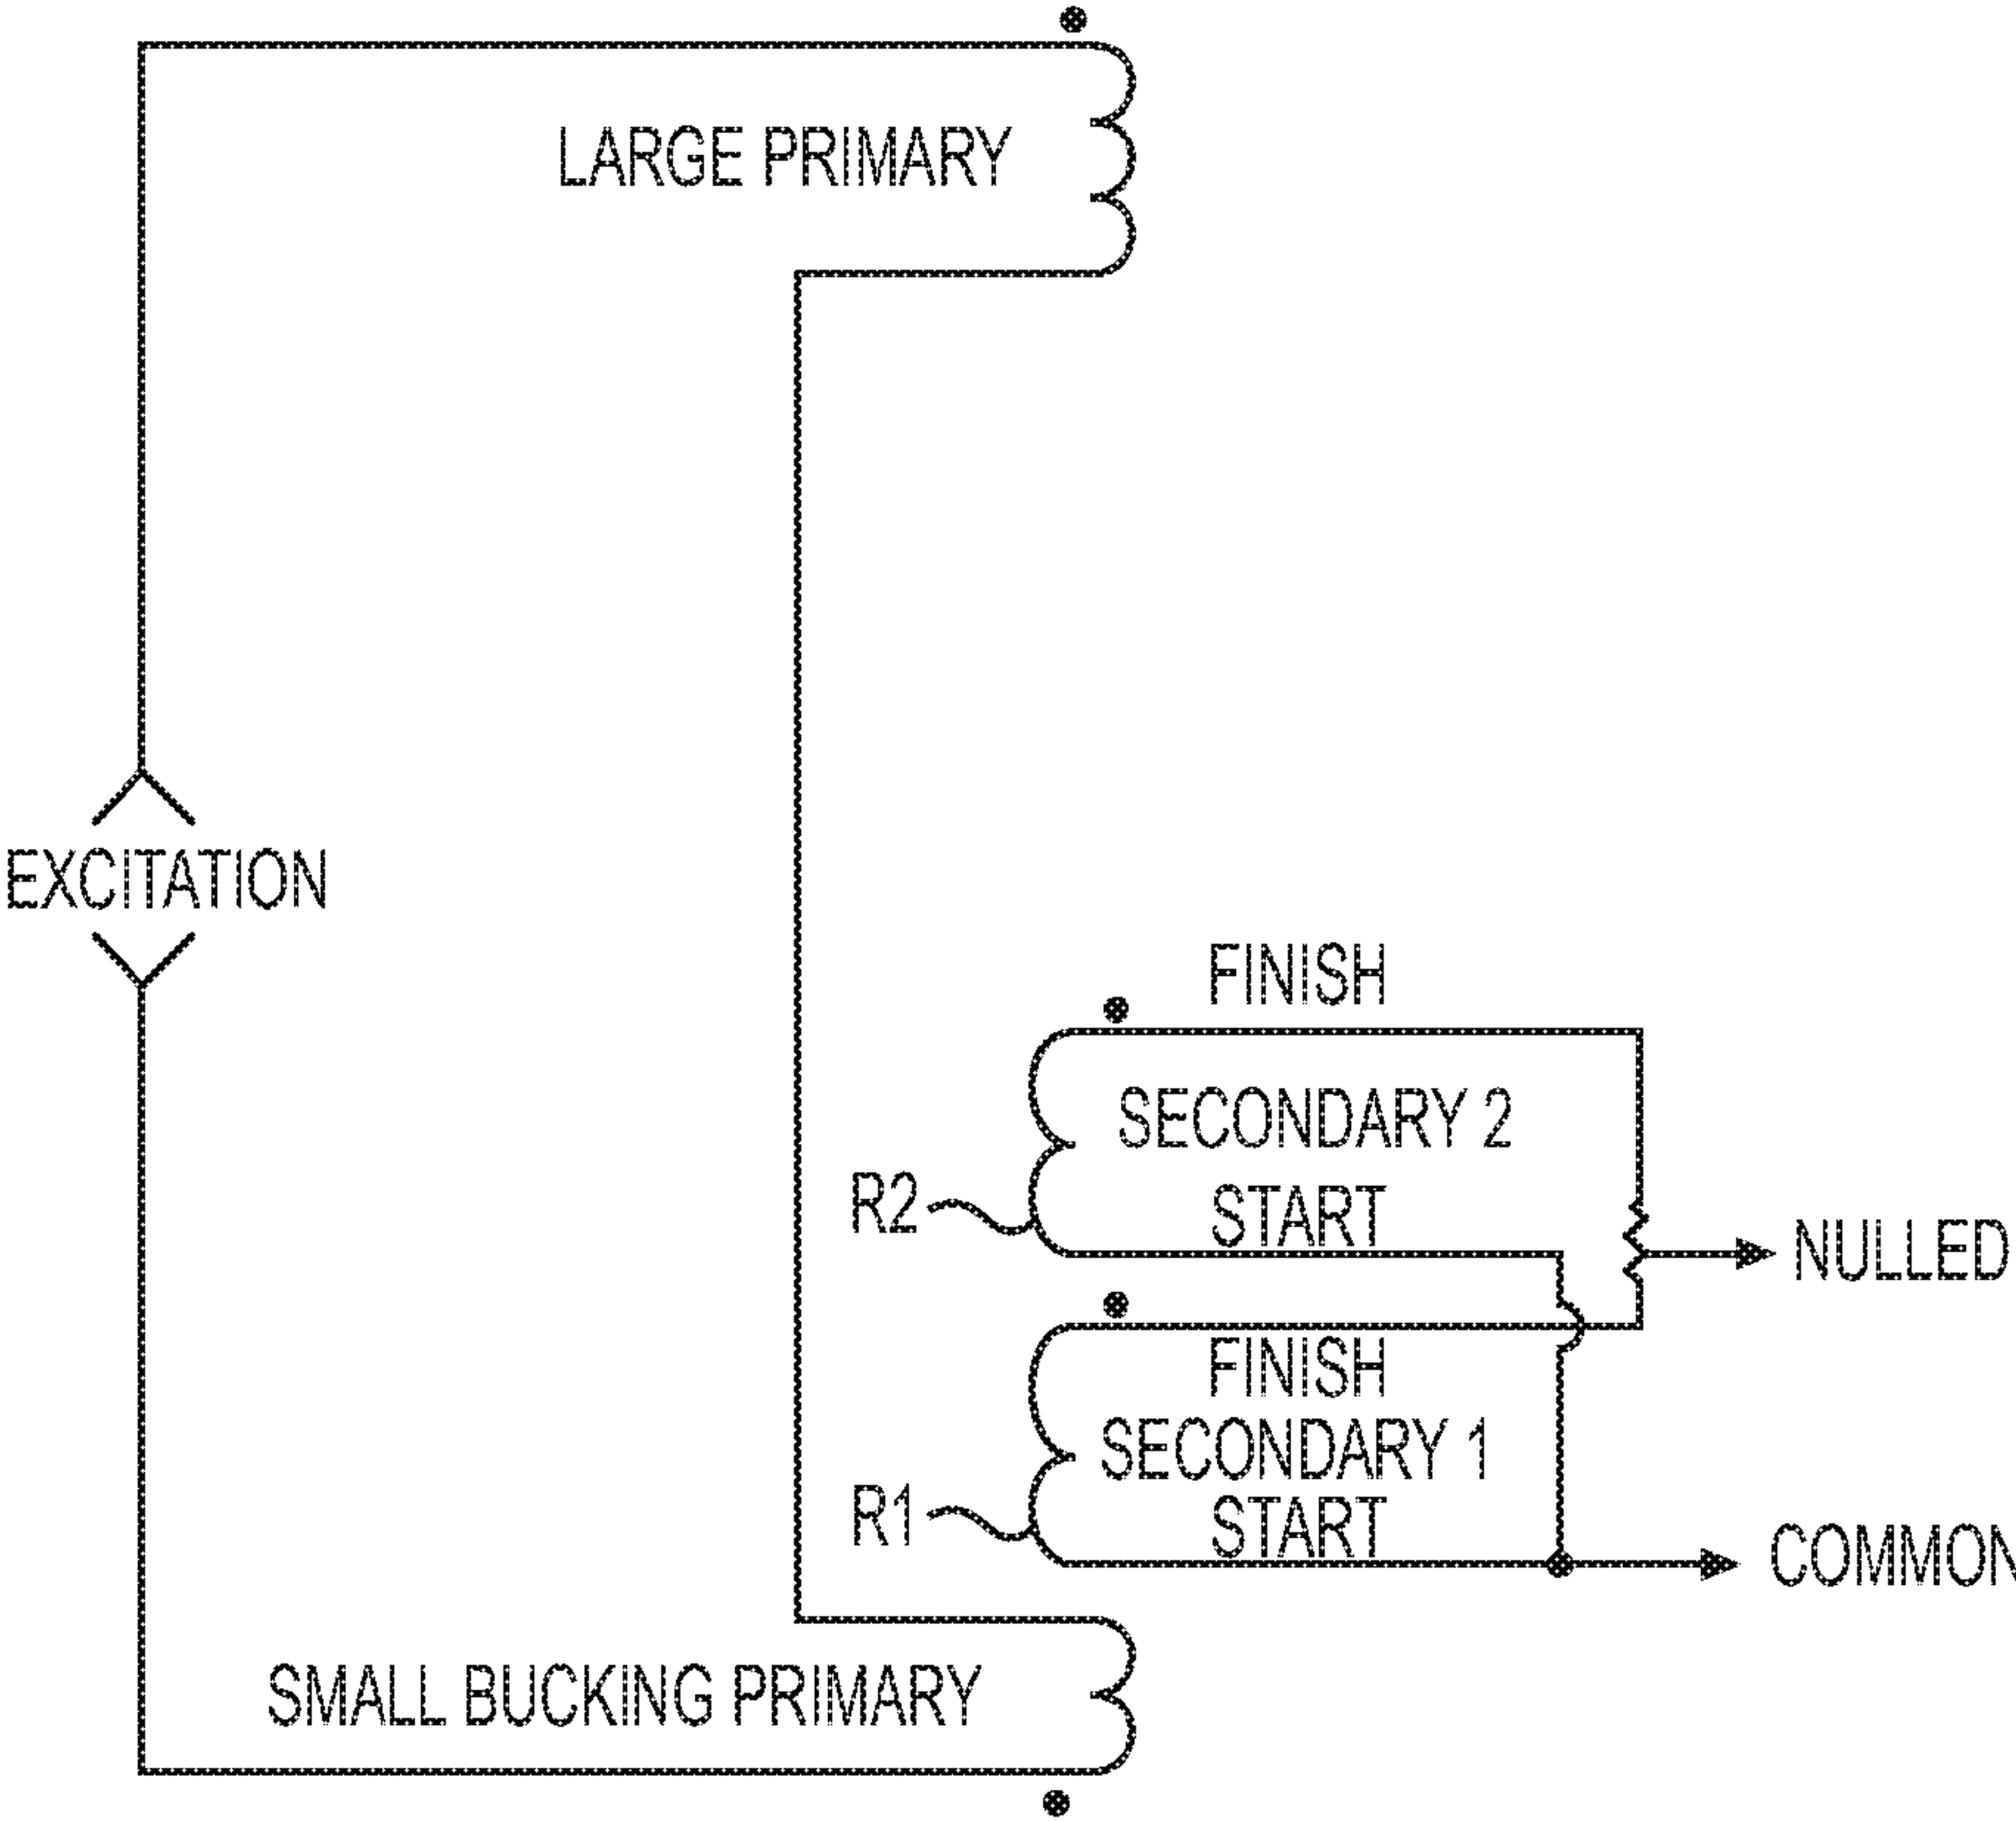 LARGE PRIMARY
EXCITATION
FINISH
SECONDARY 2
R2
START
NULLED
FINISH
SECONDARY 1
R1
START
COMMON
SMALL BUCKING PRIMARY